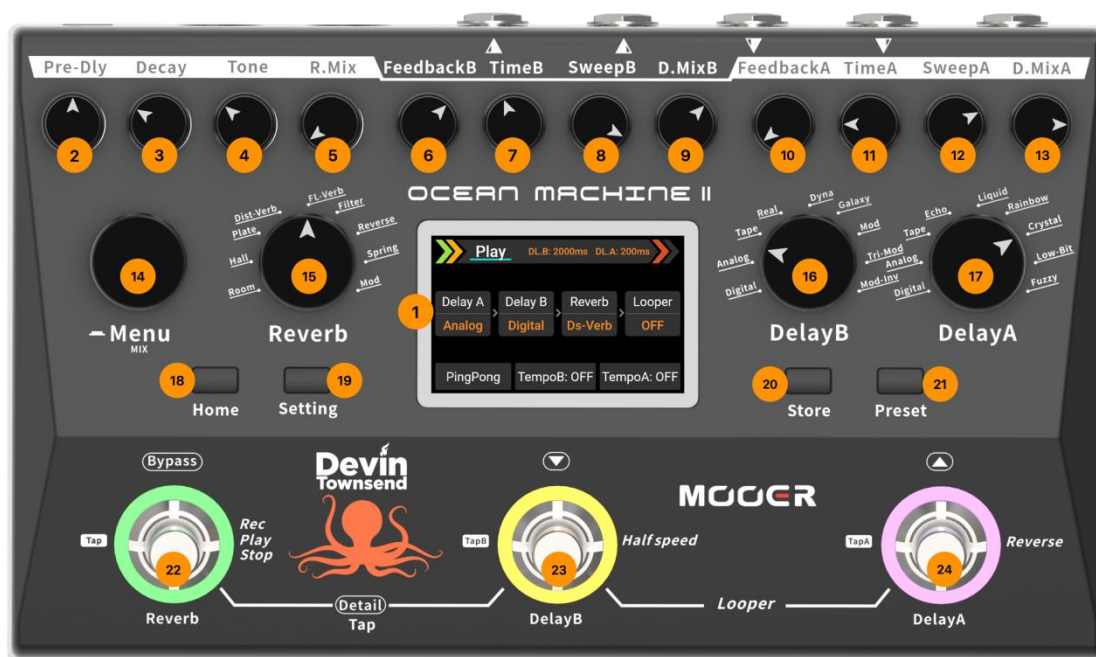 Pre-Dly Decay Tone R.Mix FeedbackB TimeB SweepB D.MixB FeedbackA TimeA SweepA D.MixA
2 3 4 5 6 7 8 9 10 11 12 13
OCEAN MACHINE II
Room
Hall
Plate
Dist-Verb
FL-Verb
Filter
Reverse
Spring
Mod
Digital
Analog
Tape
Real
Dyna
Galaxy
Mod
Tri-Mod
Mod-Inv
Digital
Analog
Tape
Echo
Liquid
Rainbow
Crystal
Low-Bit
Fuzzy
14 15 16 17
Play DL.B: 2000ms DL.A: 200ms
1
Delay A Delay B Reverb Looper
Analog Digital Ds-Verb OFF
PingPong TempoB: OFF TempoA: OFF
Menu Reverb DelayB DelayA
MIX
18 19 20 21
Home Setting Store Preset
Bypass
Devin
Townsend
MOOER
Tap
Rec
Play
Stop
TapB
Half speed
TapA
Reverse
22 23 24
Reverb
Detail
Tap
DelayB
Looper
DelayA